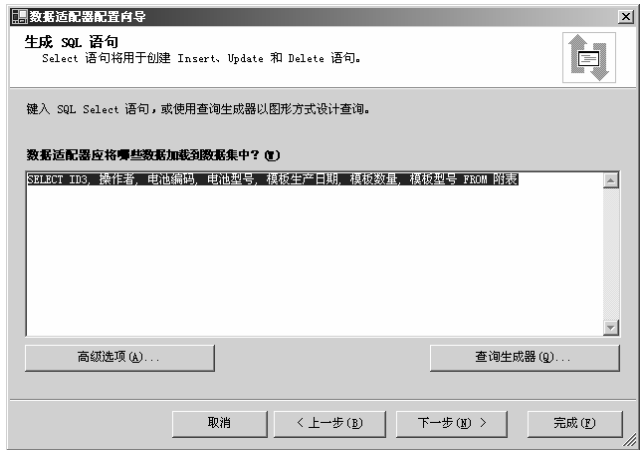 数据适配器配置向导
生成 SQL 语句
Select 语句将用于创建 Insert、Update 和 Delete 语句。
键入 SQL Select 语句，或使用查询生成器以图形方式设计查询。
数据适配器应将哪些数据加载到数据集中？(W)
SELECT ID3, 操作者, 电池编码, 电池型号, 模板生产日期, 模板数量, 模板型号 FROM 附表
高级选项(A)...
查询生成器(Q)...
取消
< 上一步(B)
下一步(N) >
完成(F)